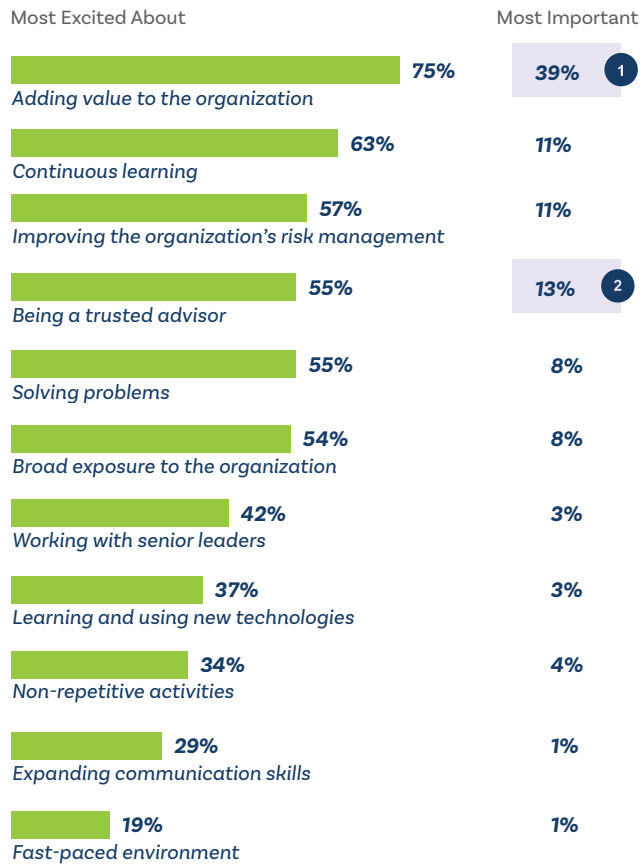 Most Excited About Most Important
75% 39% 1
Adding value to the organization
63% 11%
Continuous learning
57% 11%
Improving the organization's risk management
55% 13% 2
Being a trusted advisor
55% 8%
Solving problems
54% 8%
Broad exposure to the organization
42% 3%
Working with senior leaders
37% 3%
Learning and using new technologies
34% 4%
Non-repetitive activities
29% 1%
Expanding communication skills
19% 1%
Fast-paced environment